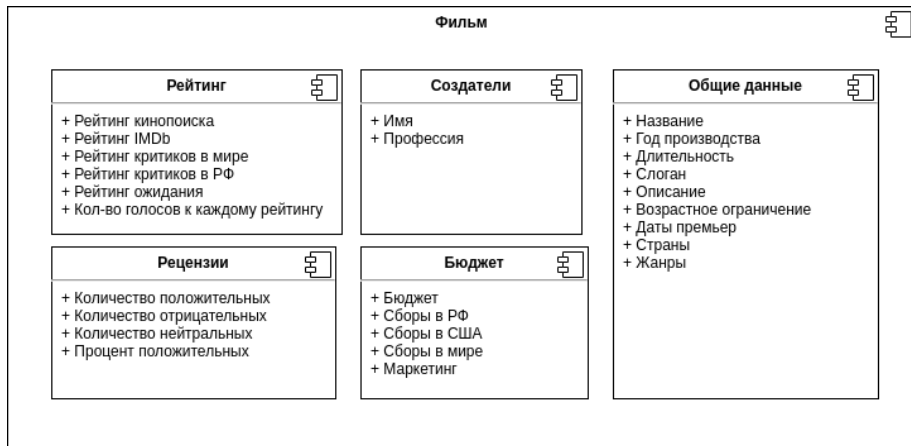 Фильм
Рейтинг
+ Рейтинг кинопоиска
+ Рейтинг IMDb
+ Рейтинг критиков в мире
+ Рейтинг критиков в РФ
+ Рейтинг ожидания
+ Кол-во голосов к каждому рейтингу
Создатели
+ Имя
+ Профессия
Общие данные
+ Название
+ Год производства
+ Длительность
+ Слоган
+ Описание
+ Возрастное ограничение
+ Даты премьер
+ Страны
+ Жанры
Рецензии
+ Количество положительных
+ Количество отрицательных
+ Количество нейтральных
+ Процент положительных
Бюджет
+ Бюджет
+ Сборы в РФ
+ Сборы в США
+ Сборы в мире
+ Маркетинг